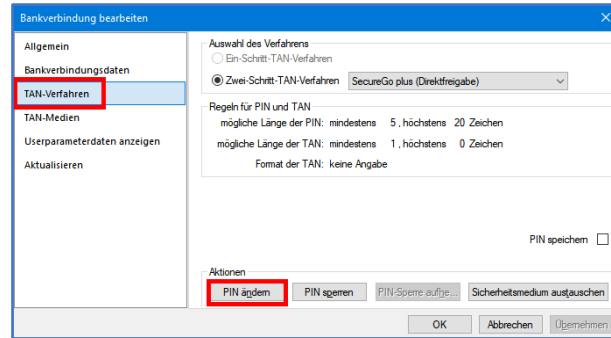 Bankverbindung bearbeiten
Allgemein
Bankverbindungsdaten
TAN-Verfahren
TAN-Medien
Userparameterdaten anzeigen
Aktualisieren
Auswahl des Verfahrens
Ein-Schritt-TAN-Verfahren
Zwei-Schritt-TAN-Verfahren SecureGo plus (Direktfreigabe)
Regeln für PIN und TAN
mögliche Länge der PIN: mindestens 5 , höchstens 20 Zeichen
mögliche Länge der TAN: mindestens 1 , höchstens 0 Zeichen
Format der TAN: keine Angabe
PIN speichern
Aktionen
PIN ändern PIN sperren PIN-Sperre aufhe... Sicherheitsmedium austauschen
OK Abbrechen Übernehmen